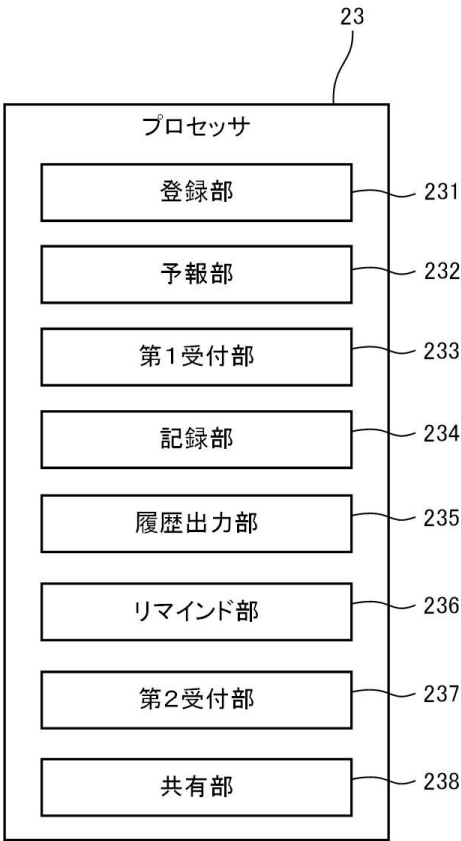 23
プロセッサ
登録部
231
予報部
232
第1受付部
233
記録部
234
履歴出力部
235
リマインド部
236
第2受付部
237
共有部
238